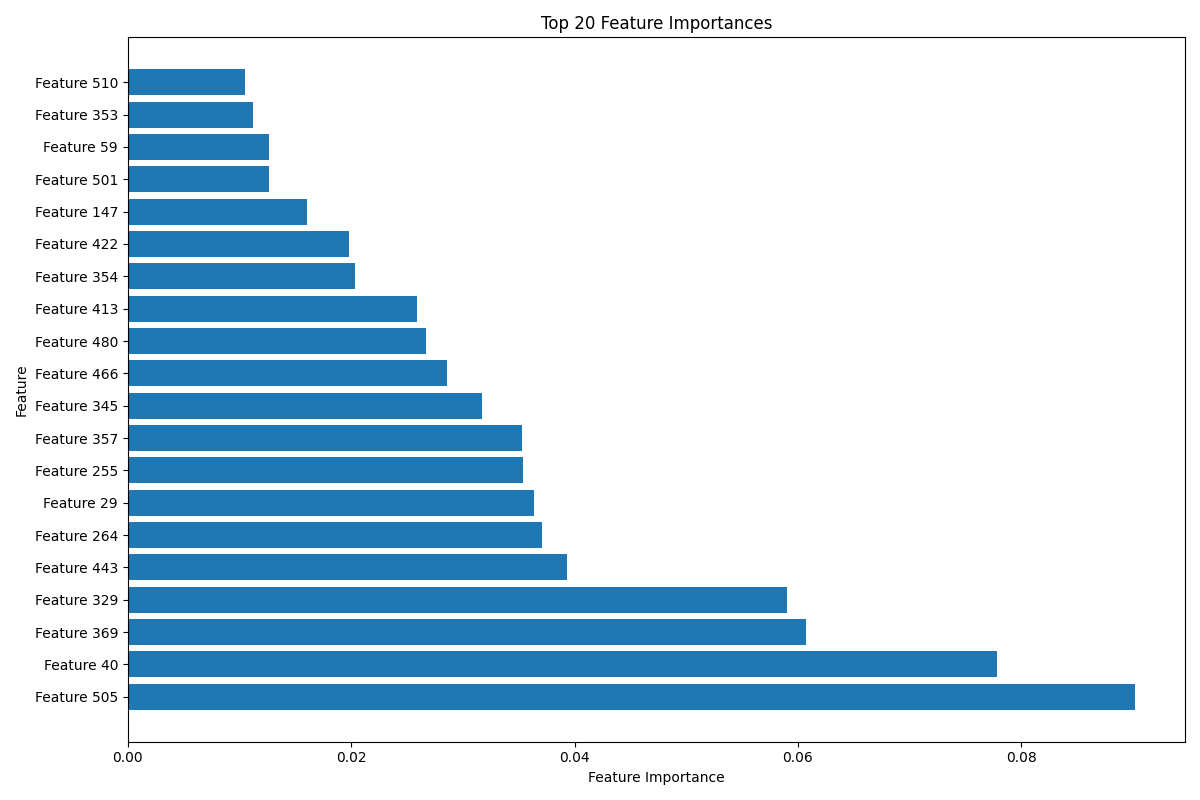 Top 20 Feature Importances
Feature 510
Feature 353
Feature 59
Feature 501
Feature 147
Feature 422
Feature 354
Feature 413
Feature 480
Feature 466
Feature 345
Feature 357
Feature 255
Feature 29
Feature 264
Feature 443
Feature 329
Feature 369
Feature 40
Feature 505
Feature
0.00 0.02 0.04 0.06 0.08
Feature Importance